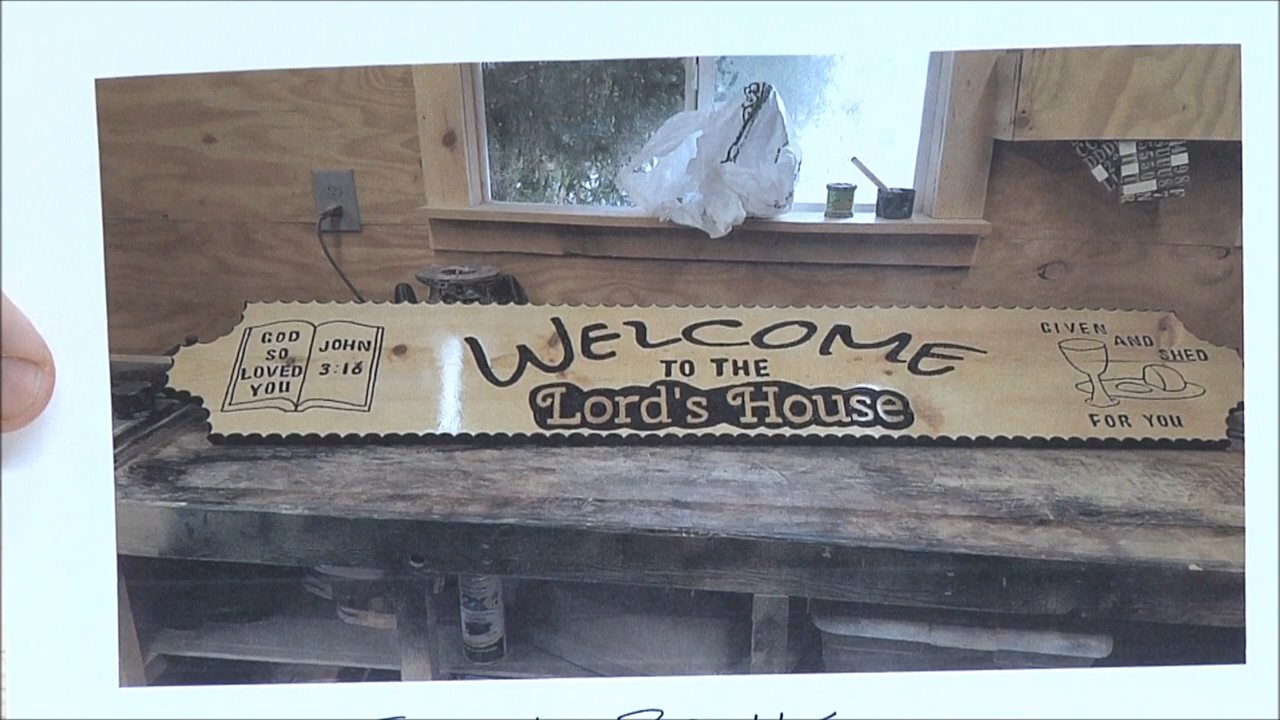 GOD
SO
LOVED
YOU
JOHN
3:16
WELCOME
TO THE
Lord's House
GIVEN
AND
SHED
FOR YOU